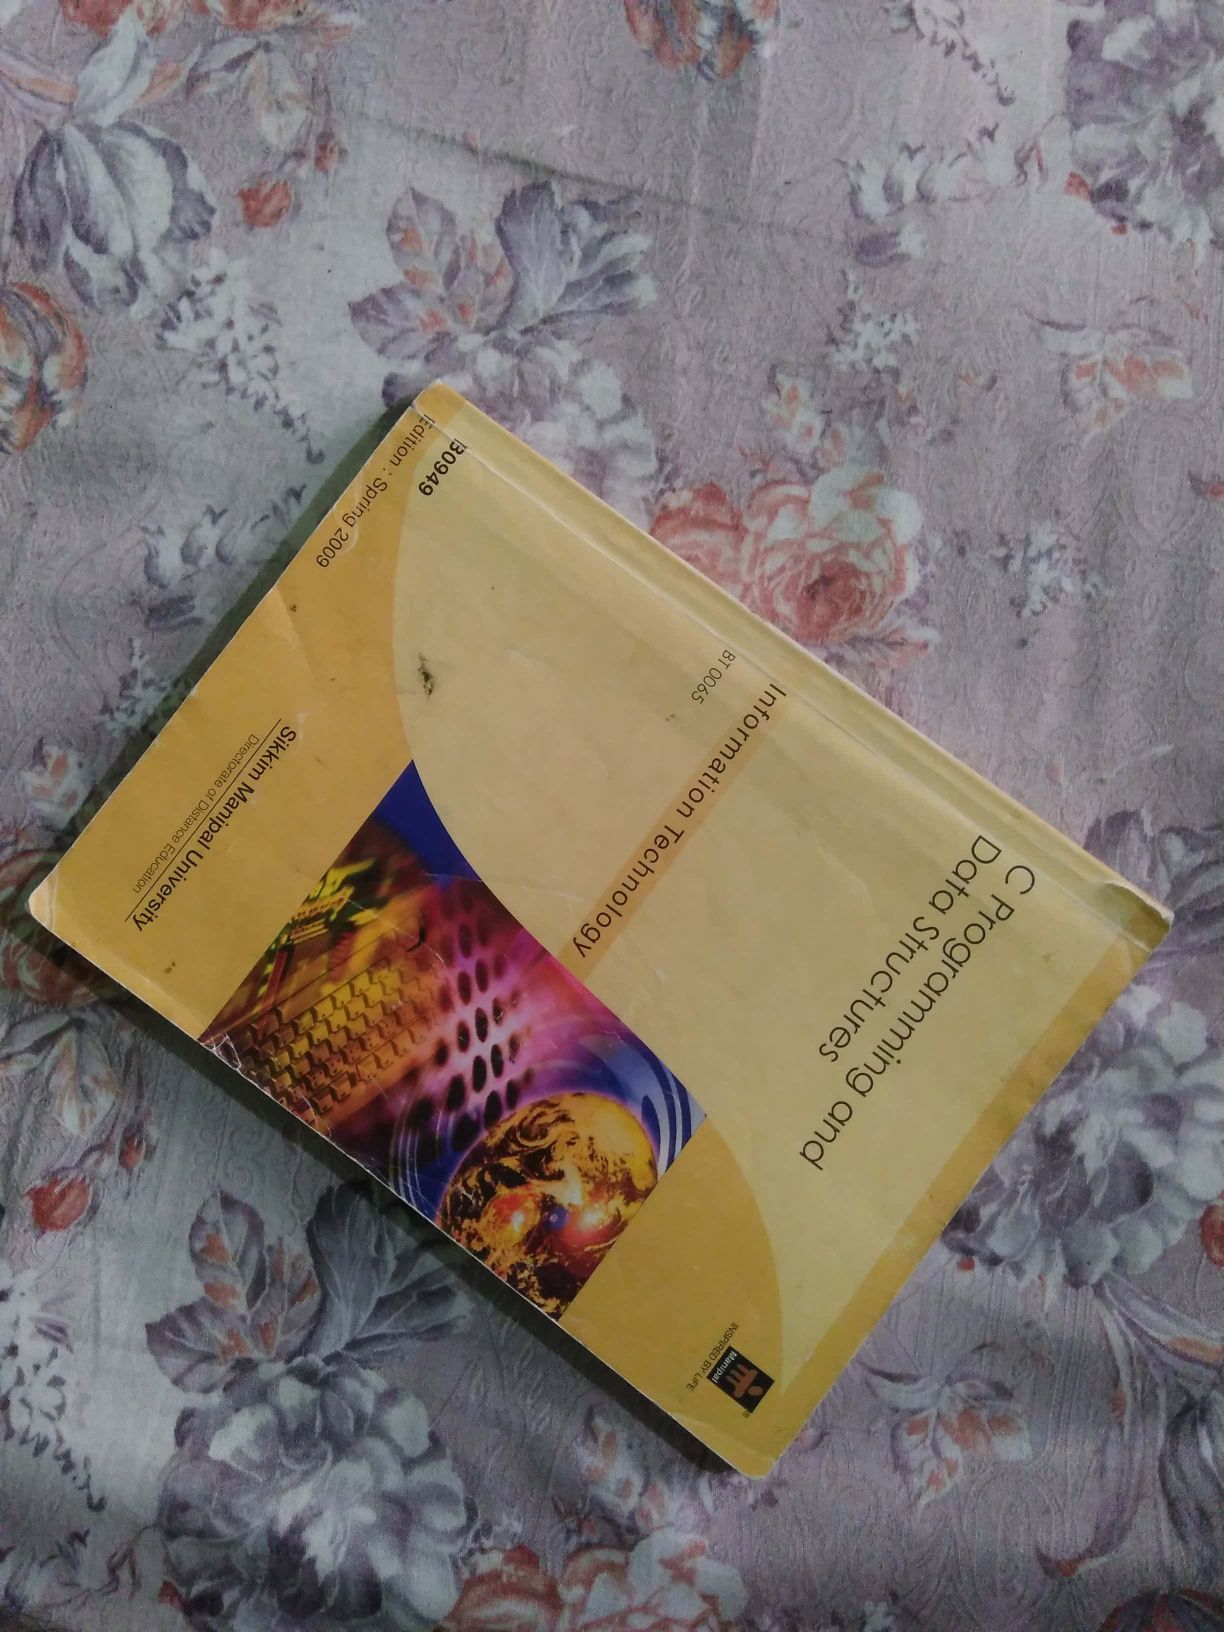 C Programming and
Data Structures
Information Technology
BT 0065
B0949
Edition : Spring 2009
Sikkim Manipal University
Directorate of Distance Education
Manipal
INSPIRED BY LIFE